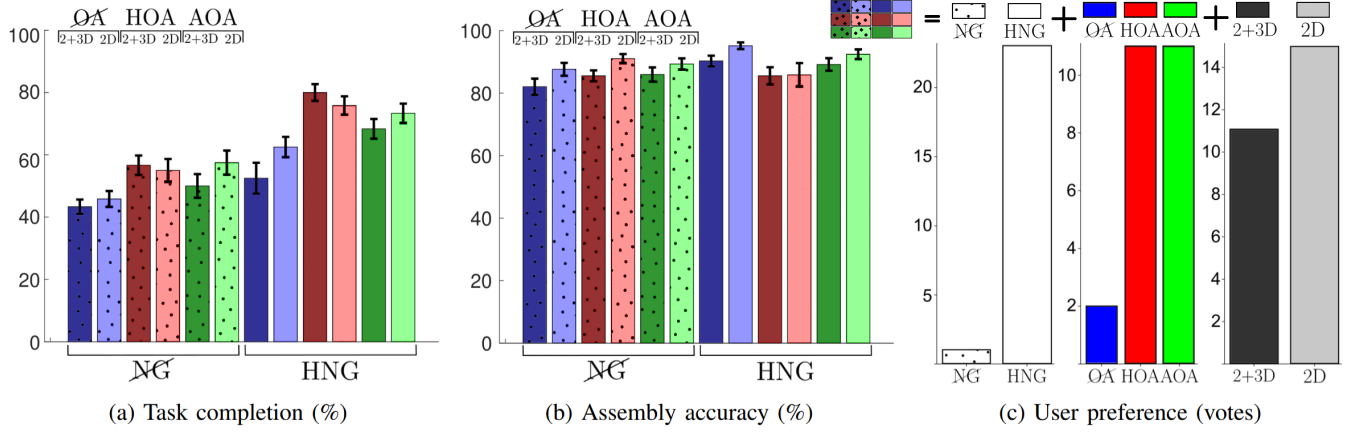 OA HOA AOA
2+3D 2D 2+3D 2D 2+3D 2D
100
80
60
40
20
0
NG HNG
(a) Task completion (%)
OA HOA AOA
2+3D 2D 2+3D 2D 2+3D 2D
100
80
60
40
20
0
NG HNG
(b) Assembly accuracy (%)
= NG HNG + OA HOA AOA + 2+3D 2D
20
15
10
5
NG HNG
10
8
6
4
2
OA HOA AOA
14
12
10
8
6
4
2
2+3D 2D
(c) User preference (votes)